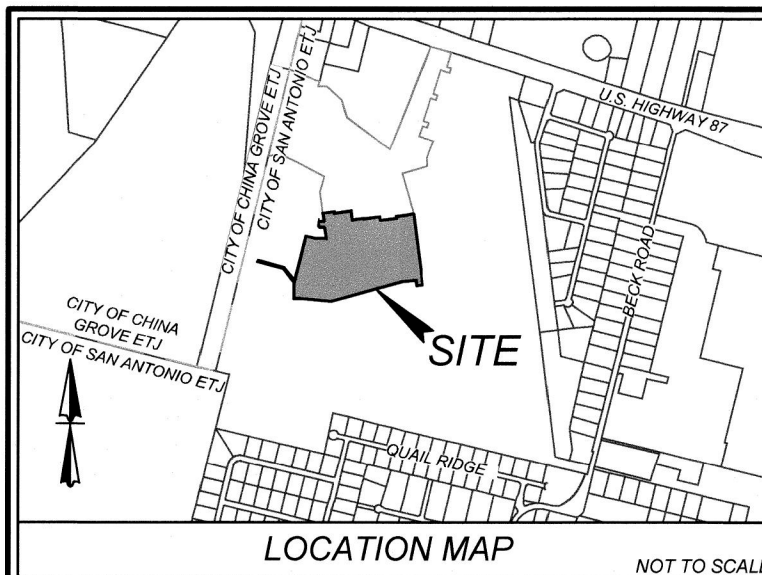 U.S. HIGHWAY 87
CITY OF CHINA GROVE ETJ
CITY OF SAN ANTONIO ETJ
BECK ROAD
CITY OF CHINA
GROVE ETJ
CITY OF SAN ANTONIO ETJ
SITE
QUAIL RIDGE
LOCATION MAP
NOT TO SCALE